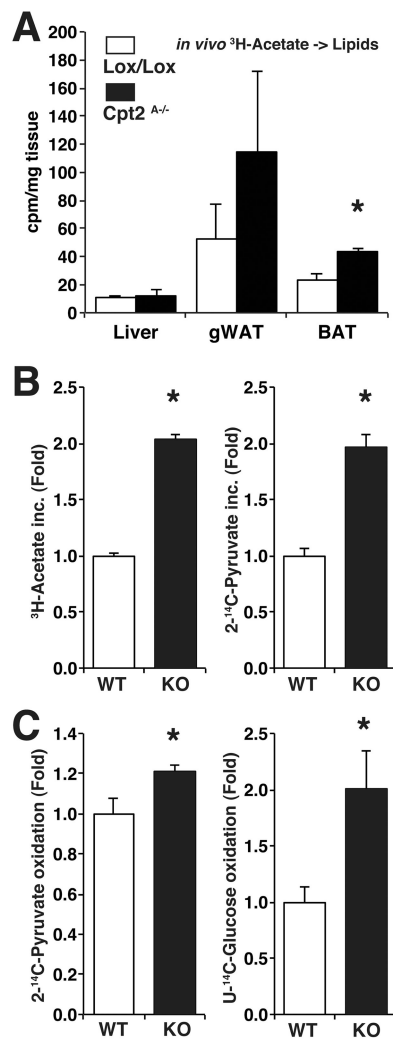 A
in vivo ³H-Acetate -> Lipids
Lox/Lox
Cpt2 A-/-
cpm/mg tissue
200
180
160
140
120
100
80
60
40
20
0
*
Liver gWAT BAT
B
³H-Acetate inc. (Fold)
2.5
2.0
1.5
1.0
0.5
0.0
*
WT KO
2-¹⁴C-Pyruvate inc. (Fold)
2.5
2.0
1.5
1.0
0.5
0.0
*
WT KO
C
2-¹⁴C-Pyruvate oxidation (Fold)
1.4
1.2
1.0
0.8
0.6
0.4
0.2
0.0
*
WT KO
U-¹⁴C-Glucose oxidation (Fold)
2.5
2.0
1.5
1.0
0.5
0.0
*
WT KO